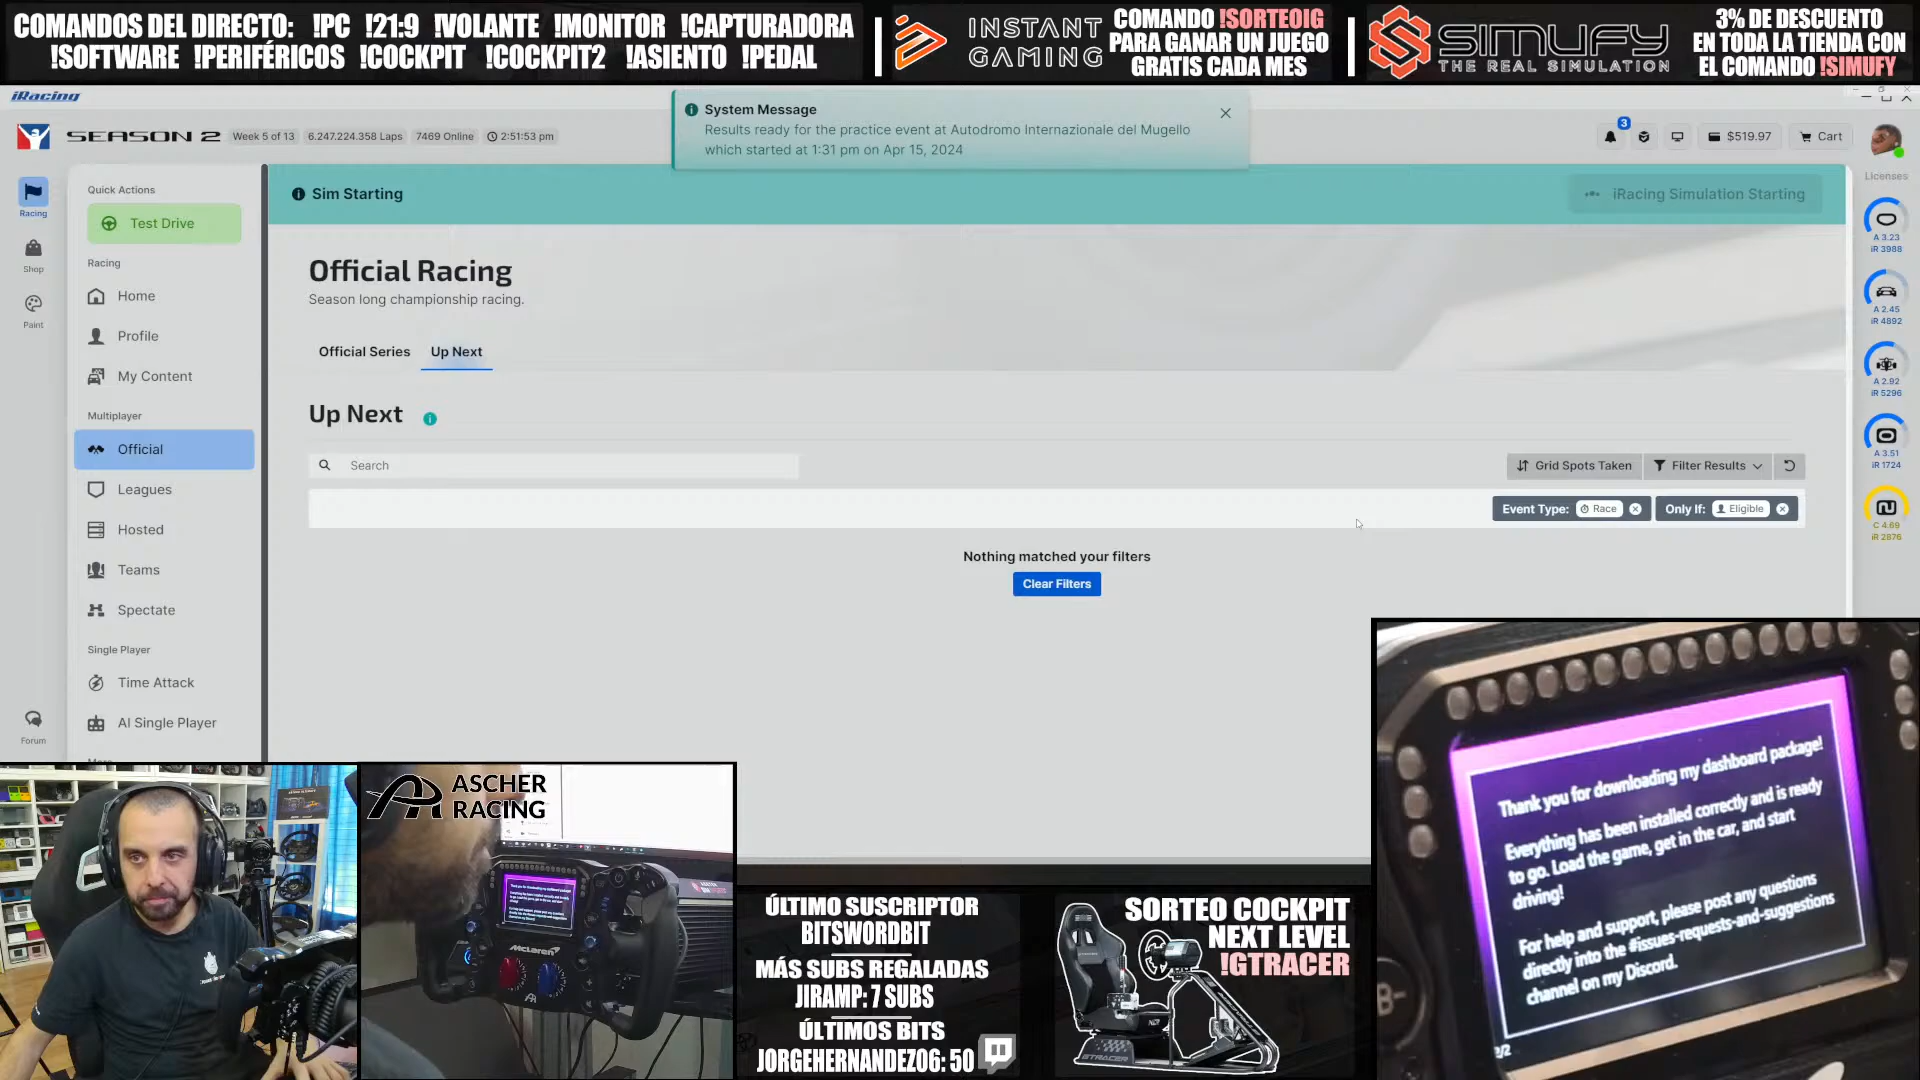 COMANDOS DEL DIRECTO: !PC !21:9 !VOLANTE !MONITOR !CAPTURADORA
!SOFTWARE !PERIFÉRICOS !COCKPIT !COCKPIT2 !ASIENTO !PEDAL
INSTANT
GAMING
COMANDO !SORTEOIG
PARA GANAR UN JUEGO
GRATIS CADA MES
SIMUFY
THE REAL SIMULATION
3% DE DESCUENTO
EN TODA LA TIENDA CON
EL COMANDO !SIMUFY
iRacing
SEASON 2
Week 5 of 13
6.247.224.358 Laps
7469 Online
2:51:53 pm
System Message
Results ready for the practice event at Autodromo Internazionale del Mugello
which started at 1:31 pm on Apr 15, 2024
3
$519.97
Cart
Racing
Shop
Paint
Forum
Quick Actions
Test Drive
Racing
Home
Profile
My Content
Multiplayer
Official
Leagues
Hosted
Teams
Spectate
Single Player
Time Attack
AI Single Player
Sim Starting
iRacing Simulation Starting
Official Racing
Season long championship racing.
Official Series
Up Next
Up Next
Search
Grid Spots Taken
Filter Results
Event Type: Race
Only If: Eligible
Nothing matched your filters
Clear Filters
Licenses
A 3.23
iR 3988
A 2.45
iR 4892
A 2.92
iR 5296
A 3.51
iR 1724
C 4.69
iR 2876
ASCHER
RACING
McLaren
ÚLTIMO SUSCRIPTOR
BITSWORDBIT
MÁS SUBS REGALADAS
JIRAMP: 7 SUBS
ÚLTIMOS BITS
JORGEHERNANDEZ06: 50
SORTEO COCKPIT
NEXT LEVEL
!GTRACER
GTRACER
Thank you for downloading my dashboard package!
Everything has been installed correctly and is ready
to go. Load the game, get in the car, and start
driving!
For help and support, please post any questions
directly into the #issues-requests-and-suggestions
channel on my Discord.
2/2